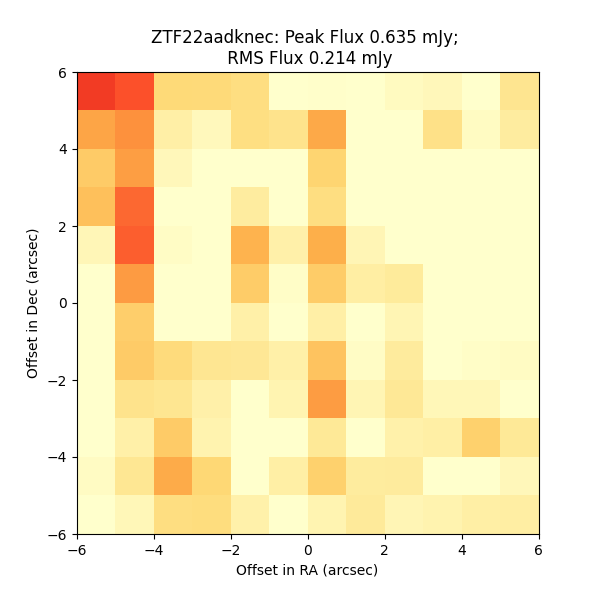 ZTF22aadknec: Peak Flux 0.635 mJy;
RMS Flux 0.214 mJy
6
4
2
0
−2
−4
−6
Offset in Dec (arcsec)
−6 −4 −2 0 2 4 6
Offset in RA (arcsec)